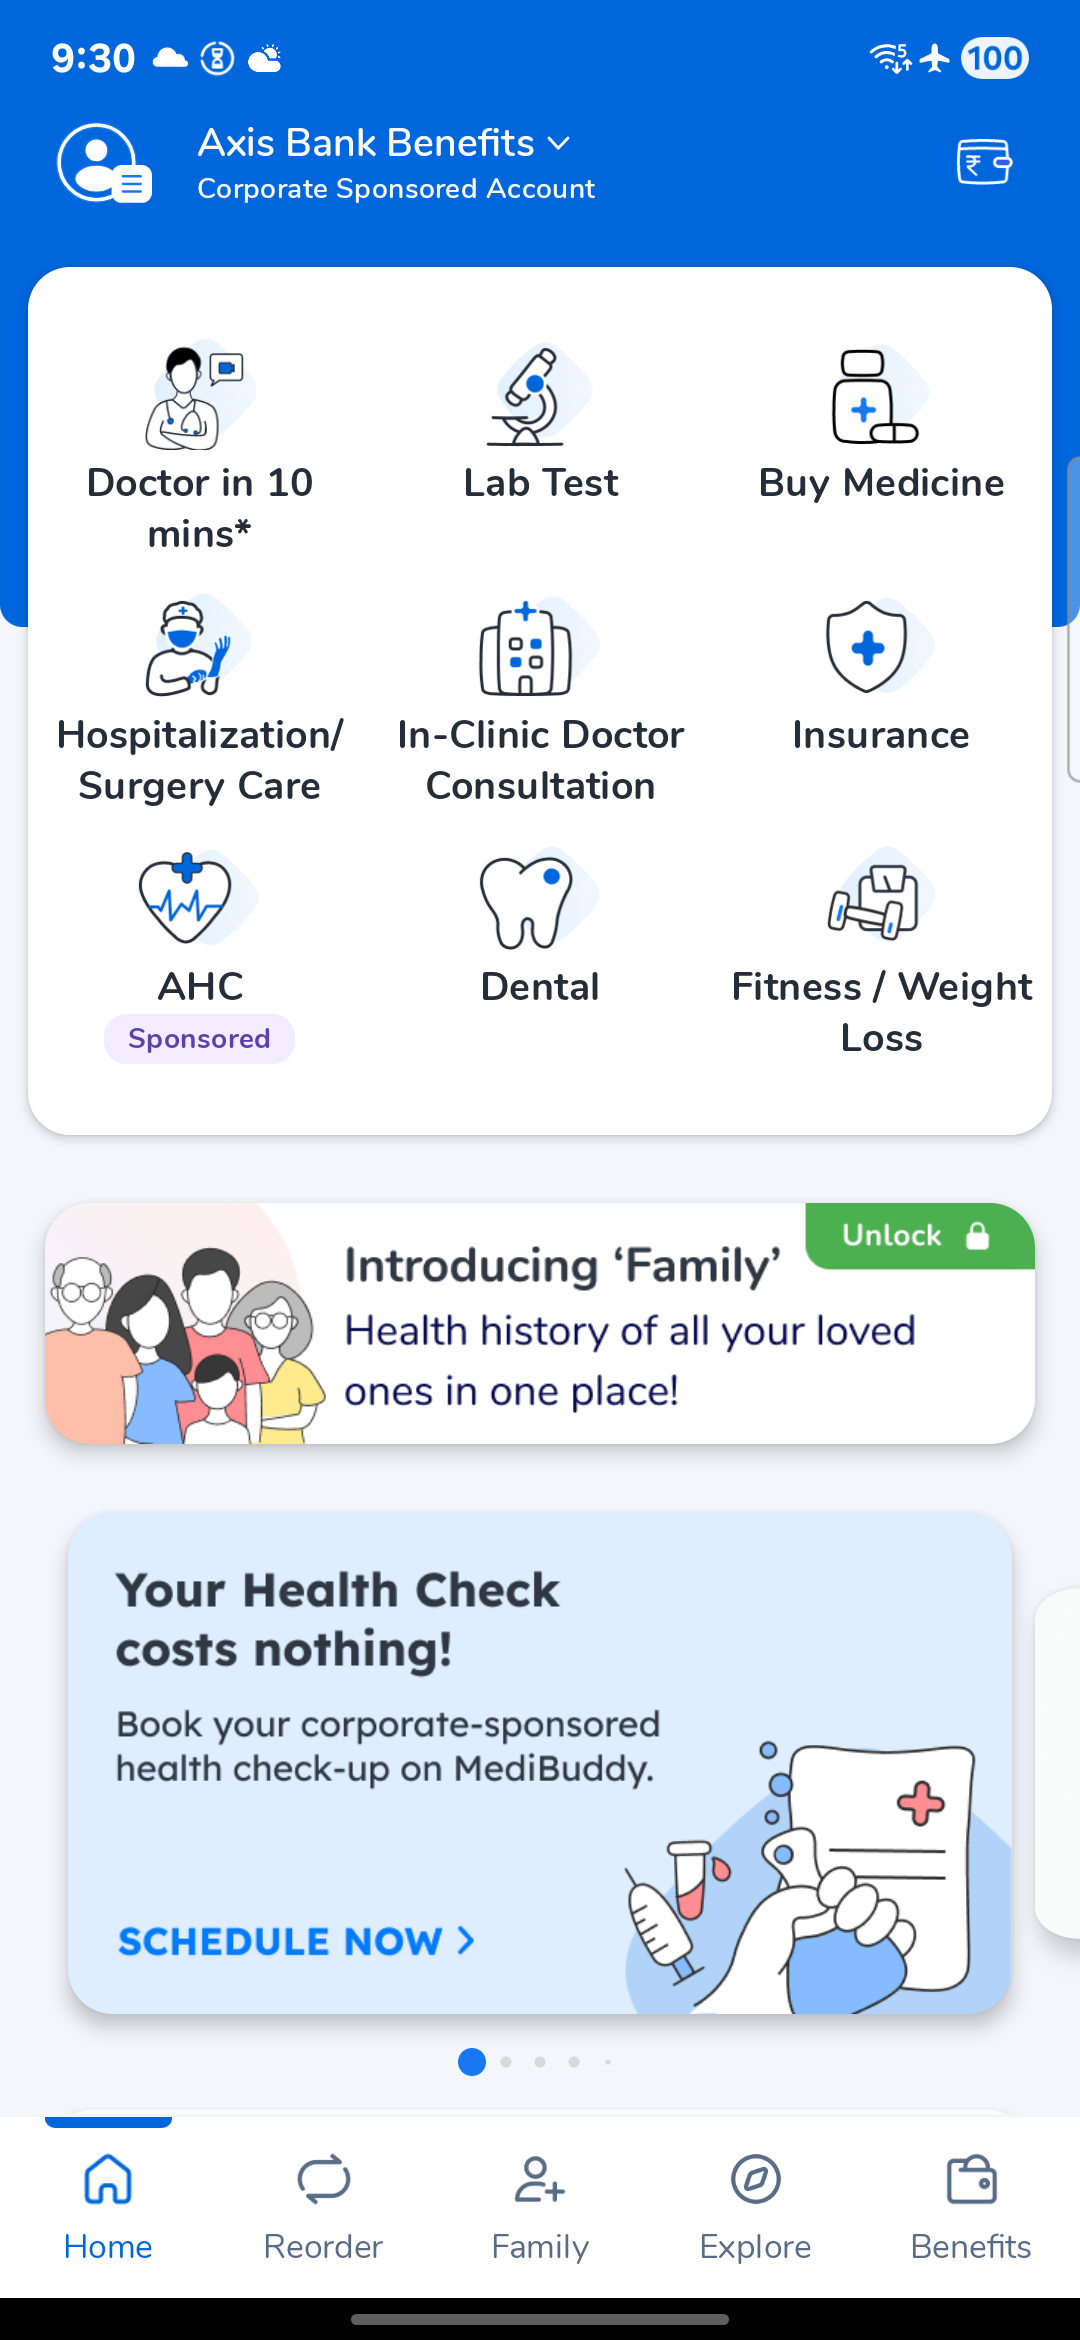 9:30
5
100
Axis Bank Benefits
Corporate Sponsored Account
₹
Doctor in 10
mins*
Lab Test
Buy Medicine
Hospitalization/
Surgery Care
In-Clinic Doctor
Consultation
Insurance
AHC
Sponsored
Dental
Fitness / Weight
Loss
Unlock
Introducing ‘Family’
Health history of all your loved
ones in one place!
Your Health Check
costs nothing!
Book your corporate-sponsored
health check-up on MediBuddy.
SCHEDULE NOW >
Home
Reorder
Family
Explore
Benefits